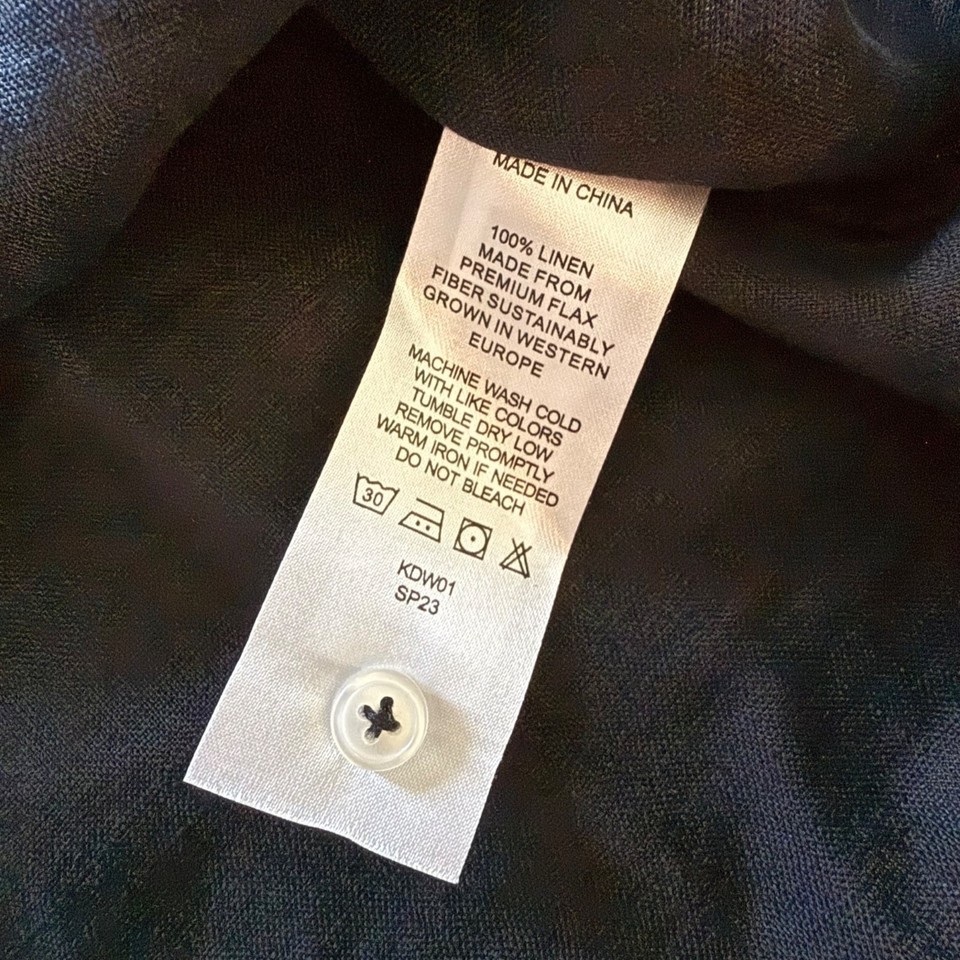 MADE IN CHINA
100% LINEN
MADE FROM
PREMIUM FLAX
FIBER SUSTAINABLY
GROWN IN WESTERN
EUROPE
MACHINE WASH COLD
WITH LIKE COLORS
TUMBLE DRY LOW
REMOVE PROMPTLY
WARM IRON IF NEEDED
DO NOT BLEACH
30
KDW01
SP23